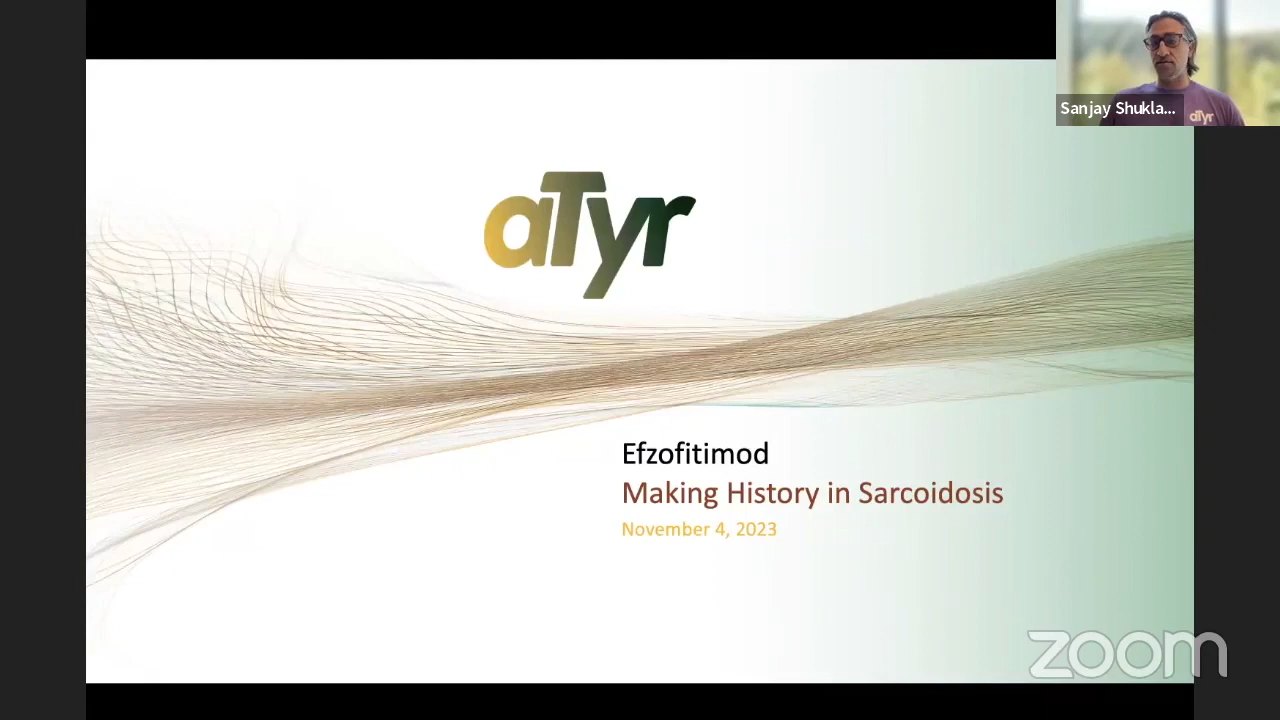 Sanjay Shukla...
aTyr
aTyr
Efzofitimod
Making History in Sarcoidosis
November 4, 2023
zoom